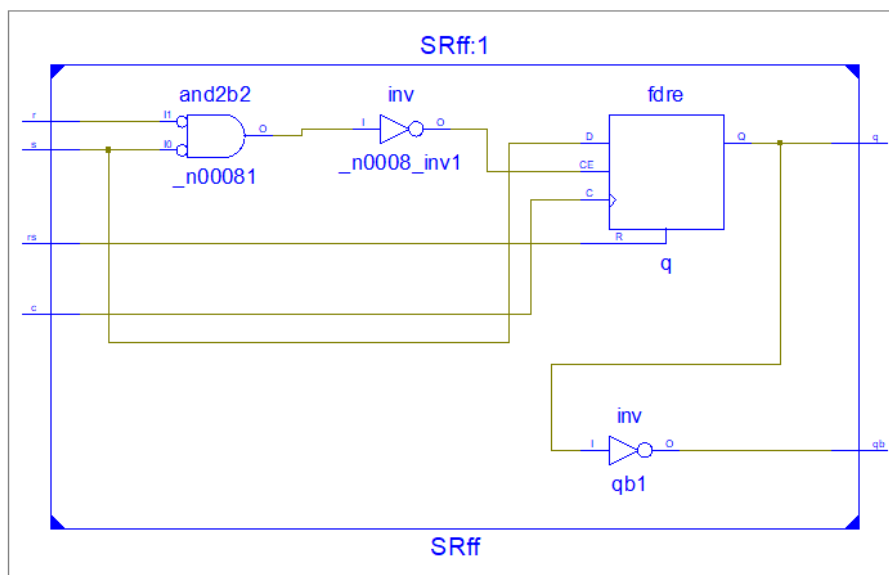 SRff:1
and2b2
inv
fdre
r
I1
s
I0
O
I
O
D
Q
q
_n00081
_n0008_inv1
CE
C
rs
R
q
c
inv
I
O
qb
qb1
SRff